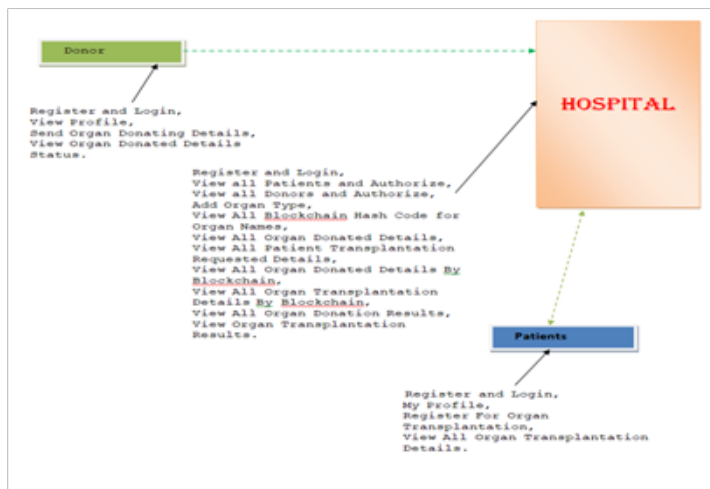 Donor
HOSPITAL
Register and Login,
View Profile,
Send Organ Donating Details,
View Organ Donated Details
Status.
Register and Login,
View all Patients and Authorize,
View all Donors and Authorize,
Add Organ Type,
View All Blockchain Hash Code for
Organ Names,
View All Organ Donated Details,
View All Patient Transplantation
Requested Details,
View All Organ Donated Details By
Blockchain,
View All Organ Transplantation
Details By Blockchain,
View All Organ Donation Results,
View Organ Transplantation
Results.
Patients
Register and Login,
My Profile,
Register For Organ
Transplantation,
View All Organ Transplantation
Details.